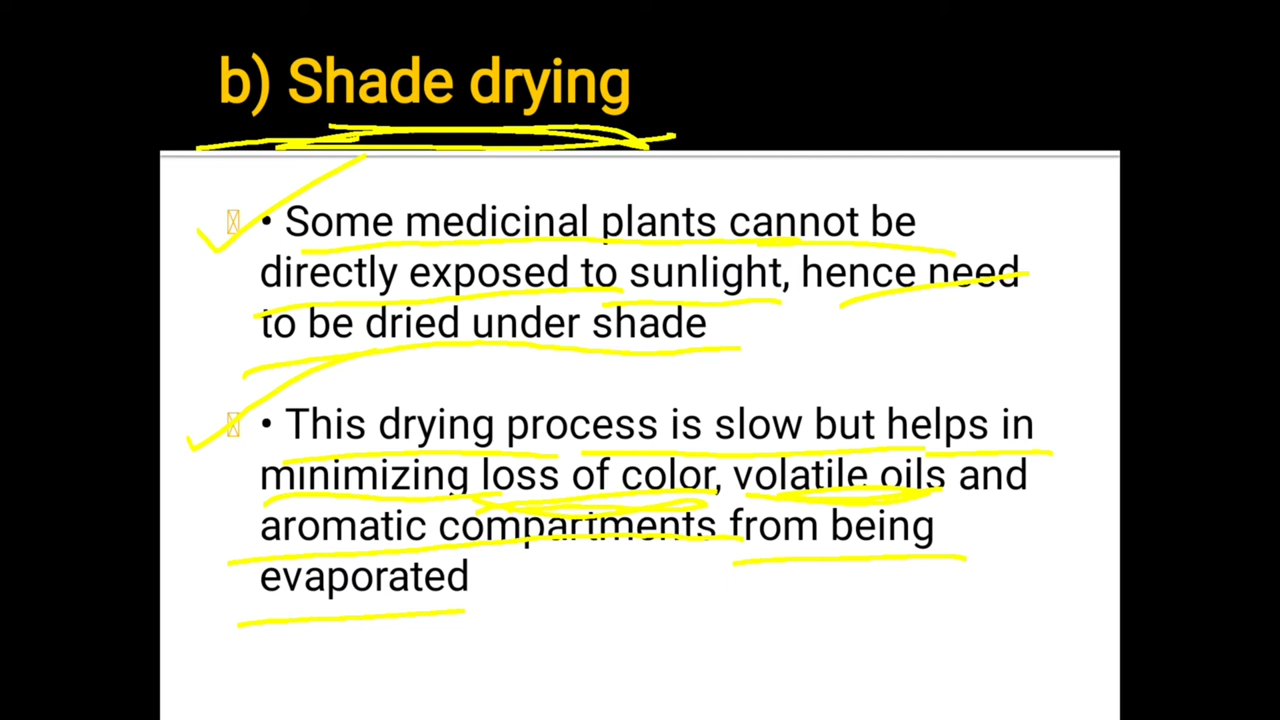 b) Shade drying
• Some medicinal plants cannot be
directly exposed to sunlight, hence need
to be dried under shade
• This drying process is slow but helps in
minimizing loss of color, volatile oils and
aromatic compartments from being
evaporated